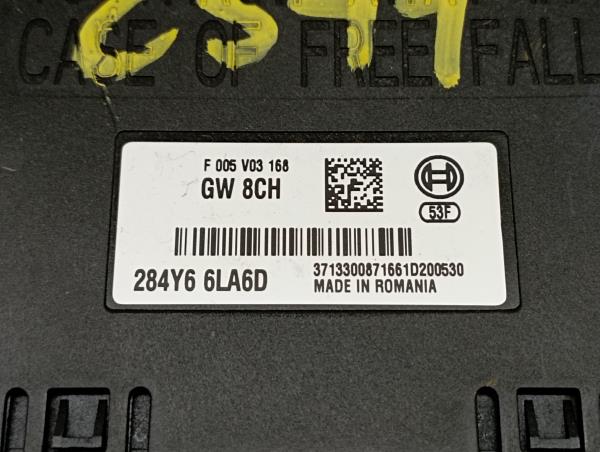 CASE OF FREE FALL
F 005 V03 168
GW 8CH
53F
284Y6 6LA6D
3713300871661D200530
MADE IN ROMANIA